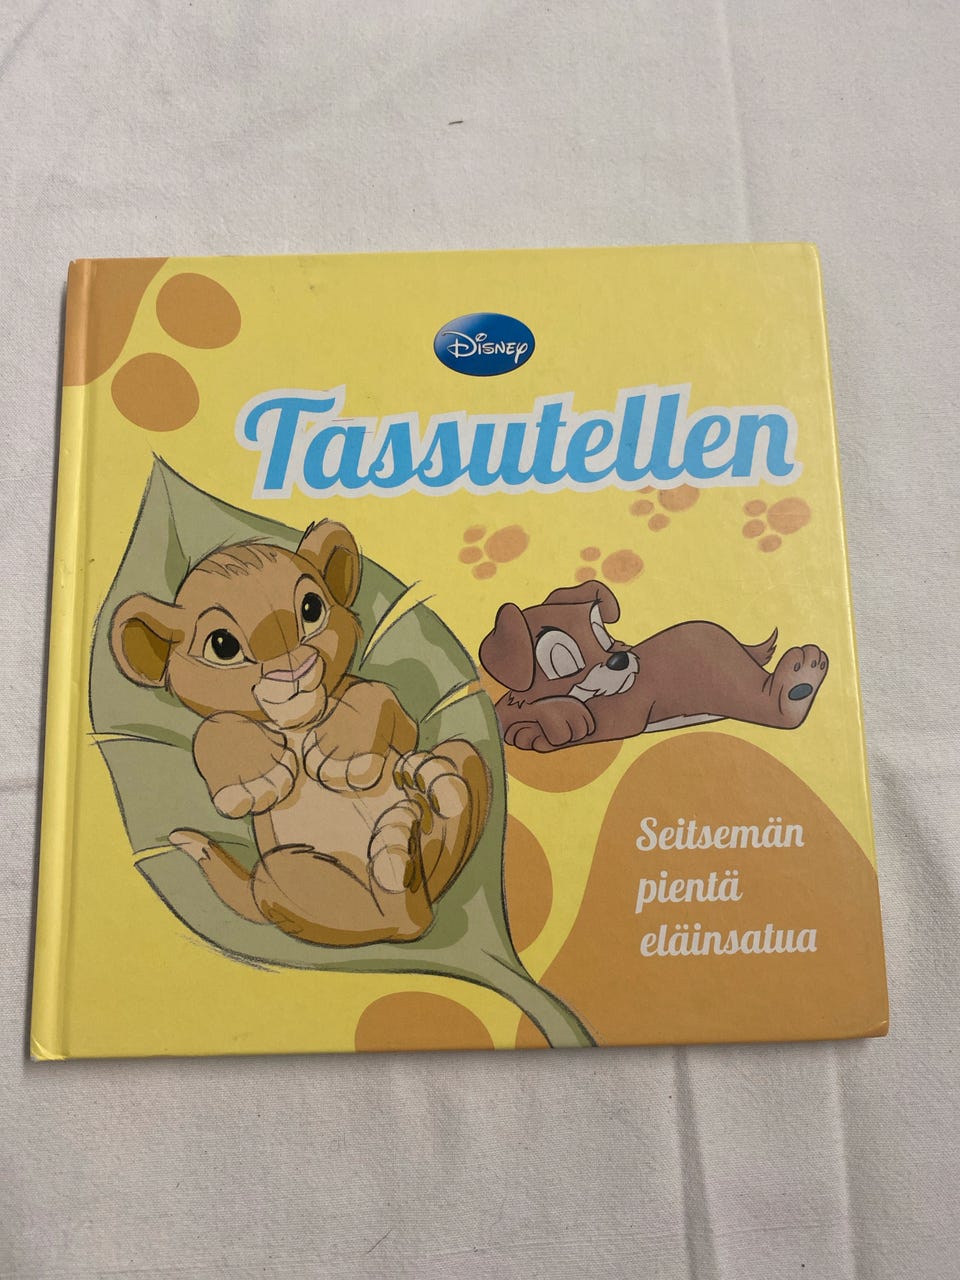 Disney
Tassutellen
Seitsemän
pientä
eläinsatua